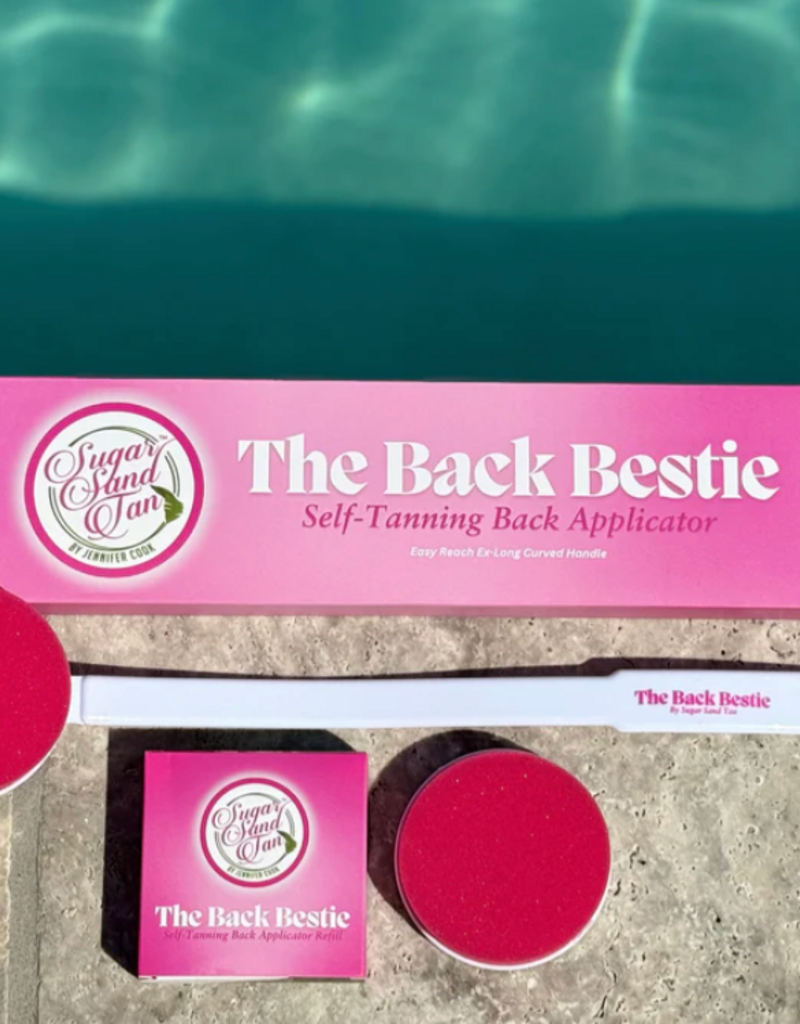 Sugar™
Sand
Tan
BY JENNIFER COOK
The Back Bestie
Self-Tanning Back Applicator
Easy Reach Ex-Long Curved Handle
The Back Bestie
By Sugar Sand Tan
Sugar
Sand
Tan
BY JENNIFER COOK
The Back Bestie
Self-Tanning Back Applicator Refill